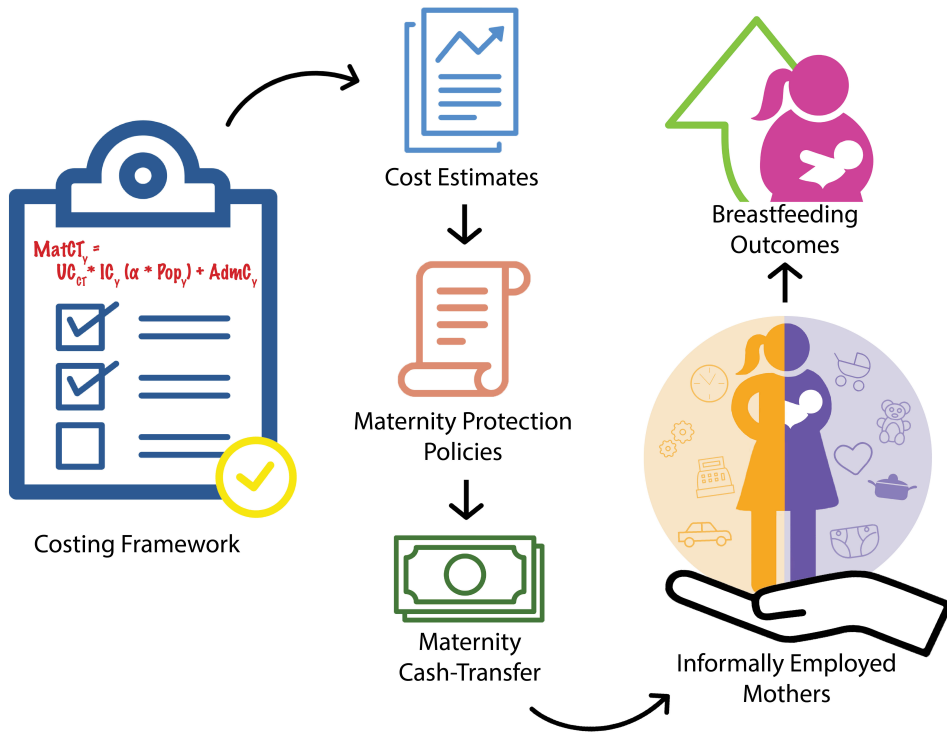 MatCT_y =
UC_CT * IC_y (α * Pop_y) + AdmC_y
Costing Framework
Cost Estimates
Maternity Protection
Policies
Maternity
Cash-Transfer
Informally Employed
Mothers
Breastfeeding
Outcomes